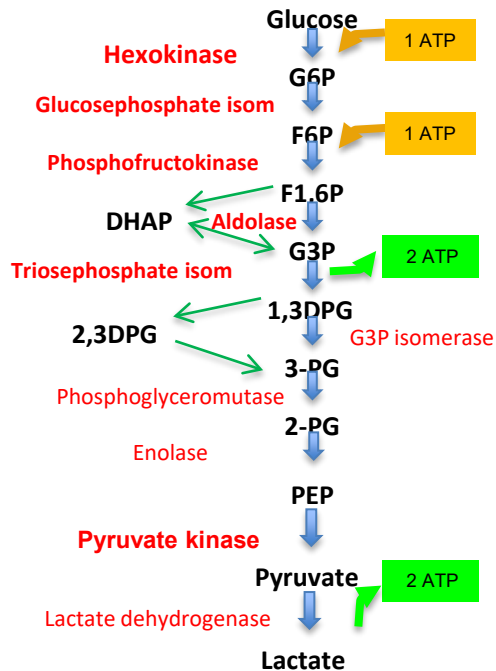 Glucose
1 ATP
Hexokinase
G6P
Glucosephosphate isom
F6P
1 ATP
Phosphofructokinase
F1.6P
DHAP
Aldolase
G3P
2 ATP
Triosephosphate isom
1,3DPG
2,3DPG
G3P isomerase
3-PG
Phosphoglyceromutase
2-PG
Enolase
PEP
Pyruvate kinase
Pyruvate
2 ATP
Lactate dehydrogenase
Lactate